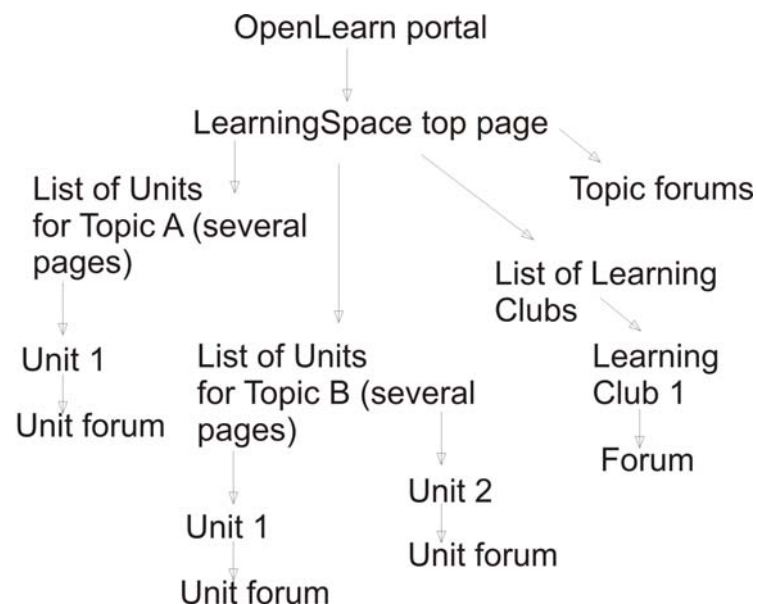 OpenLearn portal
LearningSpace top page
List of Units
for Topic A (several
pages)
Topic forums
List of Learning
Clubs
Unit 1
Unit forum
List of Units
for Topic B (several
pages)
Learning
Club 1
Forum
Unit 2
Unit forum
Unit 1
Unit forum